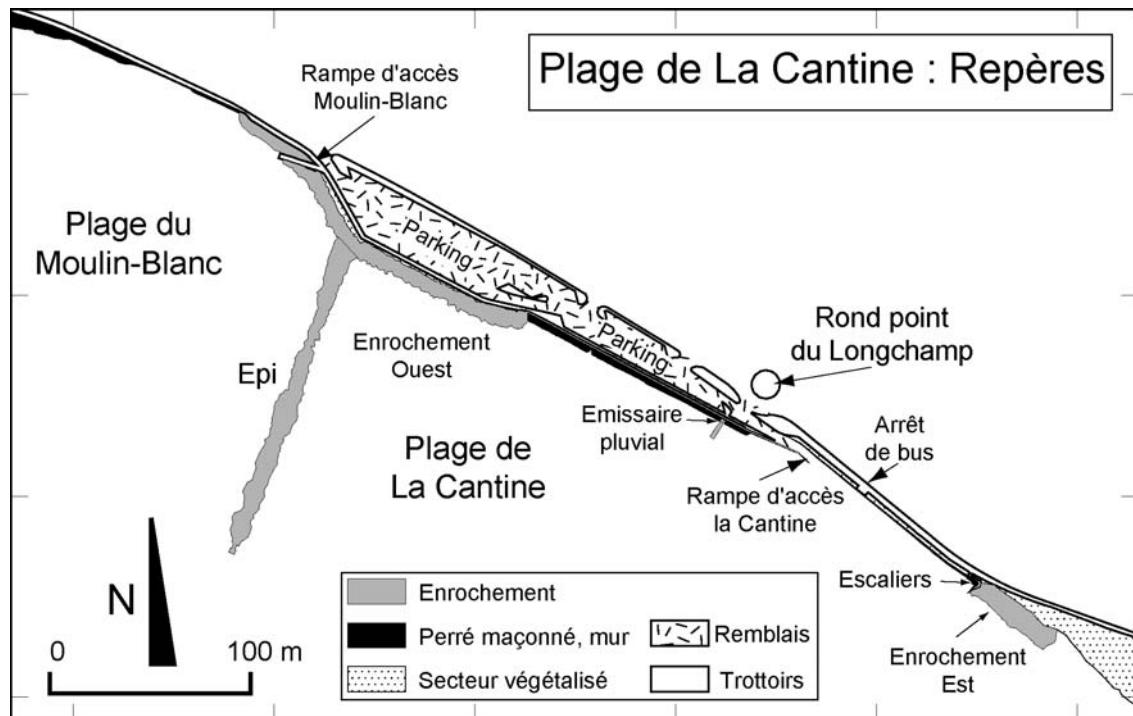 Plage de La Cantine : Repères
Rampe d'accès
Moulin-Blanc
Plage du
Moulin-Blanc
Parking
Parking
Rond point
du Longchamp
Enrochement
Ouest
Epi
Emissaire
pluvial
Arrêt
de bus
Plage de
La Cantine
Rampe d'accès
la Cantine
Escaliers
Enrochement
Est
N
0 100 m
Enrochement
Perré maçonné, mur
Remblais
Secteur végétalisé
Trottoirs